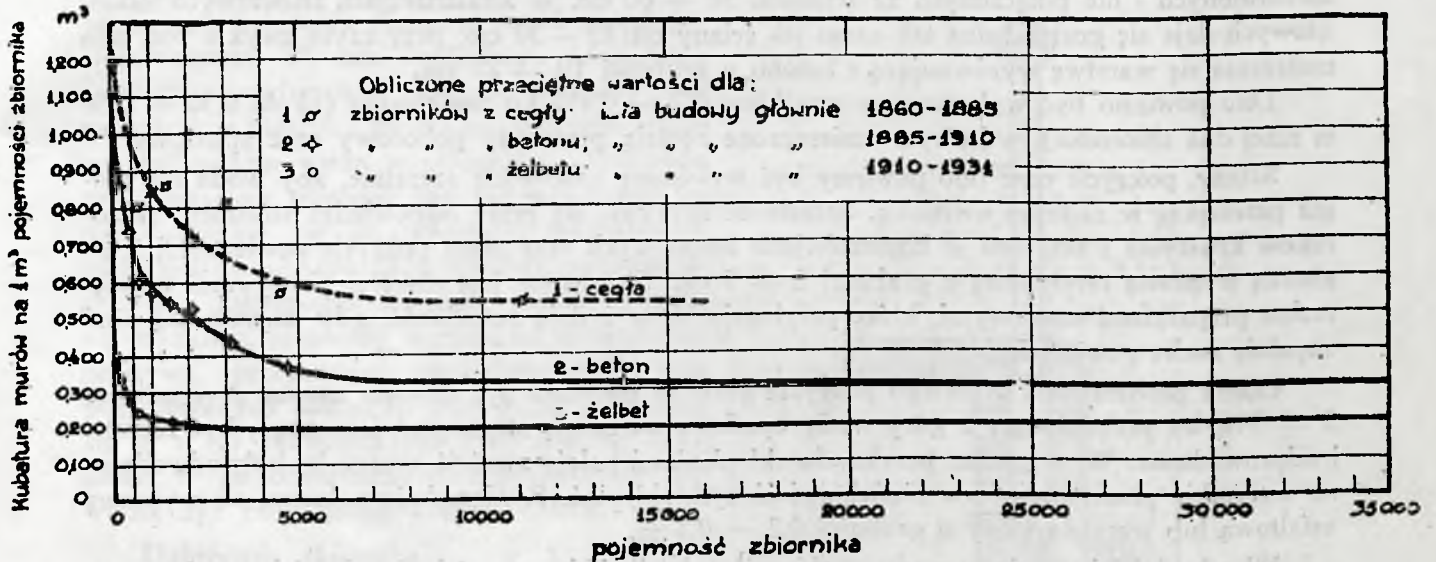 m³
Kubatura murów na 1 m³ pojemności zbiornika
1,200
1,100
1,000
0,900
0,800
0,700
0,600
0,500
0,400
0,300
0,200
0,100
0
Obliczone przeciętne wartości dla:
1 zbiorników z cegły budowy głównie 1860-1885
2 " " betonu, " " " 1885-1910
3 " " żelbetu " " " 1910-1931
1 - cegła
2 - beton
3 - żelbet
0 5000 10000 15000 20000 25000 30000 35000
pojemność zbiornika